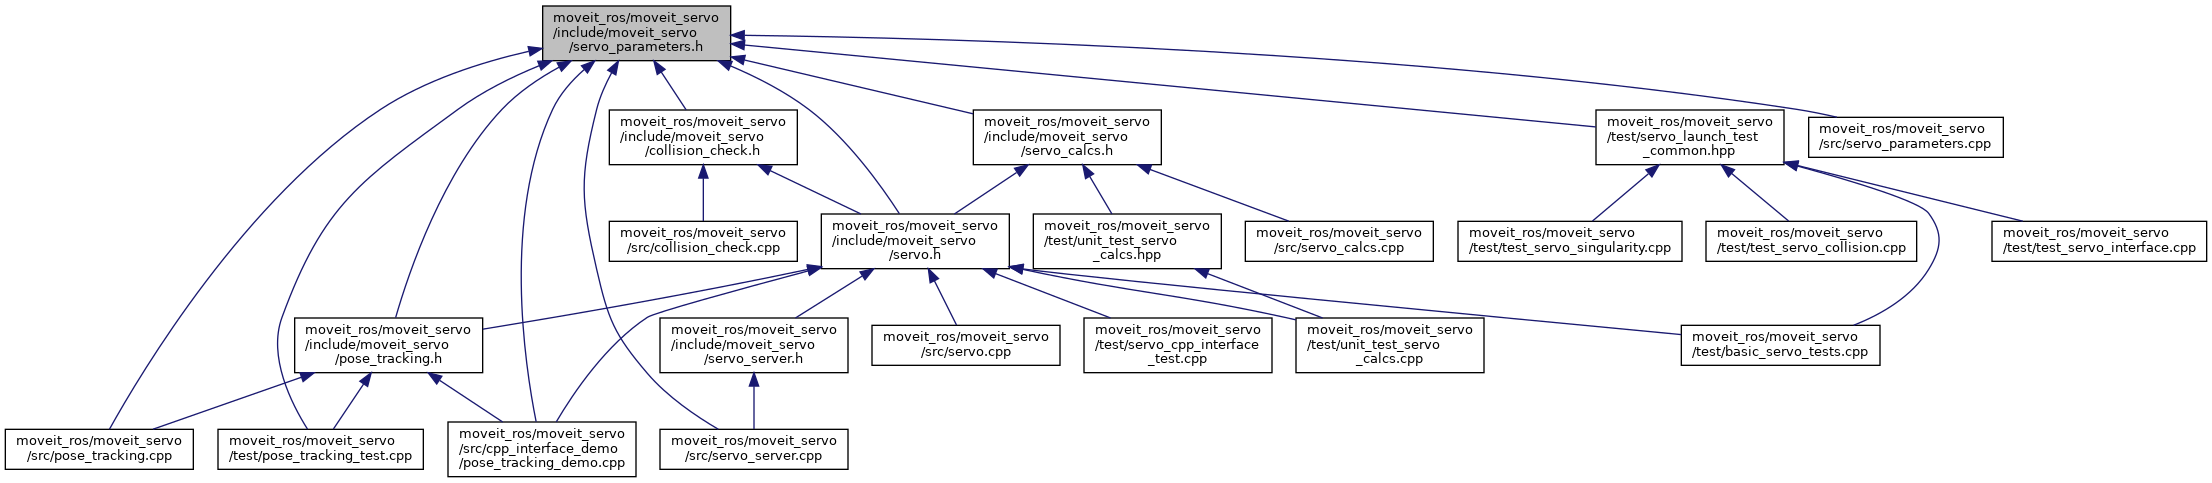 moveit_ros/moveit_servo
/include/moveit_servo
/servo_parameters.h
moveit_ros/moveit_servo
/include/moveit_servo
/collision_check.h
moveit_ros/moveit_servo
/include/moveit_servo
/servo_calcs.h
moveit_ros/moveit_servo
/test/servo_launch_test
_common.hpp
moveit_ros/moveit_servo
/src/servo_parameters.cpp
moveit_ros/moveit_servo
/src/collision_check.cpp
moveit_ros/moveit_servo
/include/moveit_servo
/servo.h
moveit_ros/moveit_servo
/test/unit_test_servo
_calcs.hpp
moveit_ros/moveit_servo
/src/servo_calcs.cpp
moveit_ros/moveit_servo
/test/test_servo_singularity.cpp
moveit_ros/moveit_servo
/test/test_servo_collision.cpp
moveit_ros/moveit_servo
/test/test_servo_interface.cpp
moveit_ros/moveit_servo
/include/moveit_servo
/pose_tracking.h
moveit_ros/moveit_servo
/include/moveit_servo
/servo_server.h
moveit_ros/moveit_servo
/src/servo.cpp
moveit_ros/moveit_servo
/test/servo_cpp_interface
_test.cpp
moveit_ros/moveit_servo
/test/unit_test_servo
_calcs.cpp
moveit_ros/moveit_servo
/test/basic_servo_tests.cpp
moveit_ros/moveit_servo
/src/pose_tracking.cpp
moveit_ros/moveit_servo
/test/pose_tracking_test.cpp
moveit_ros/moveit_servo
/src/cpp_interface_demo
/pose_tracking_demo.cpp
moveit_ros/moveit_servo
/src/servo_server.cpp